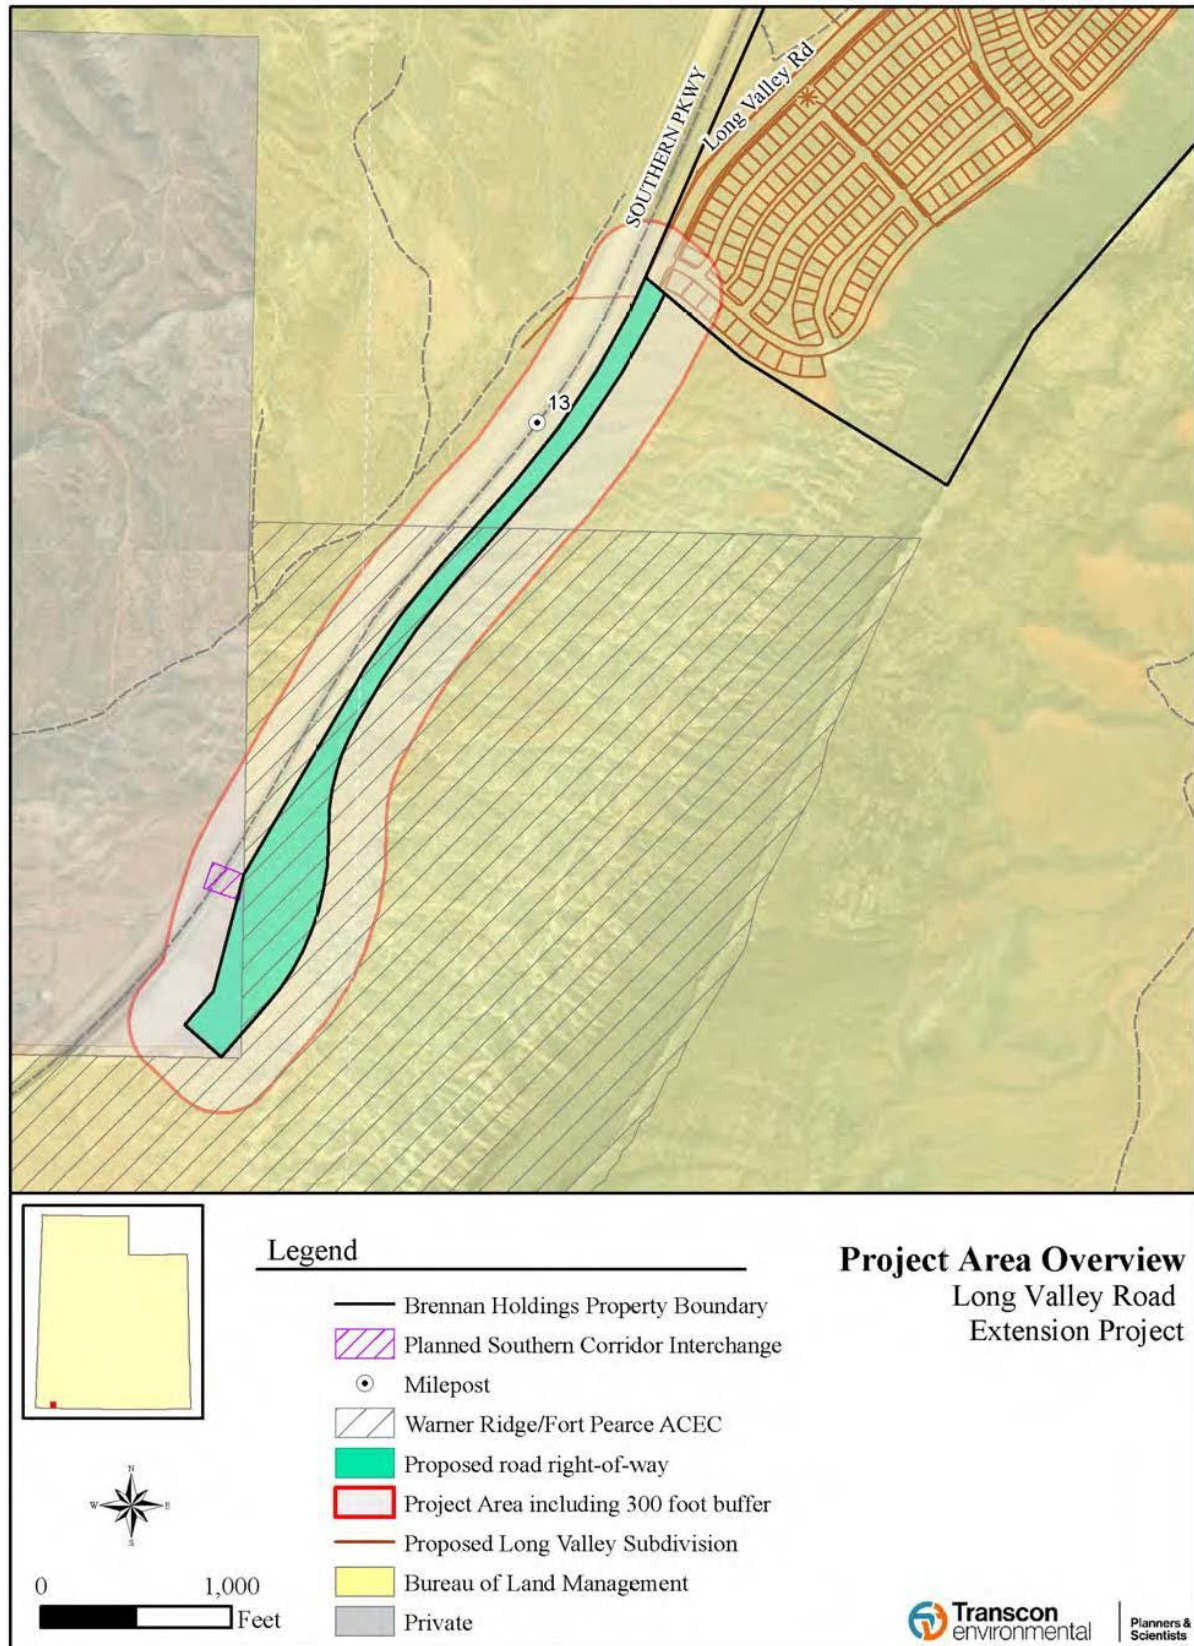 SOUTHERN PKWY
Long Valley Rd
13
Legend
Brennan Holdings Property Boundary
Planned Southern Corridor Interchange
Milepost
Warner Ridge/Fort Pearce ACEC
Proposed road right-of-way
Project Area including 300 foot buffer
Proposed Long Valley Subdivision
Bureau of Land Management
Private
N
W
E
S
0
1,000
Feet
Project Area Overview
Long Valley Road
Extension Project
Transcon
environmental
Planners &
Scientists